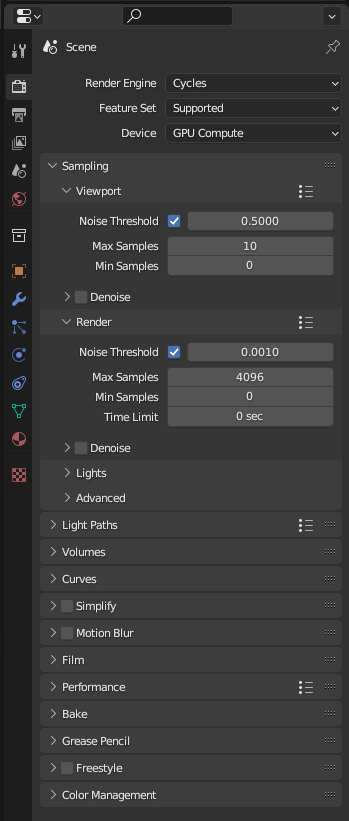 Scene
Render Engine Cycles
Feature Set Supported
Device GPU Compute
Sampling
Viewport
Noise Threshold 0.5000
Max Samples 10
Min Samples 0
Denoise
Render
Noise Threshold 0.0010
Max Samples 4096
Min Samples 0
Time Limit 0 sec
Denoise
Lights
Advanced
Light Paths
Volumes
Curves
Simplify
Motion Blur
Film
Performance
Bake
Grease Pencil
Freestyle
Color Management